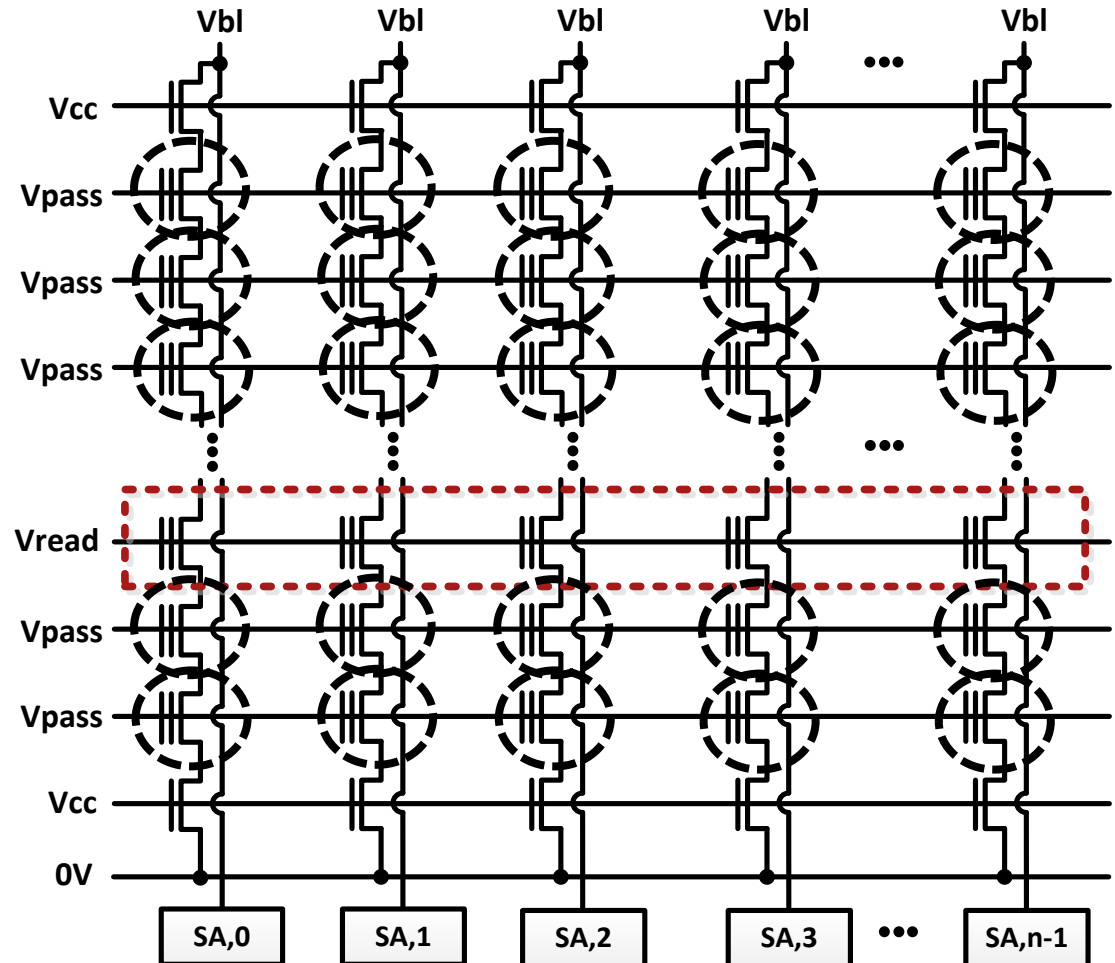 Vbl Vbl Vbl Vbl ••• Vbl
Vcc
Vpass
Vpass
Vpass
•••
Vread
Vpass
Vpass
Vcc
0V
SA,0 SA,1 SA,2 SA,3 ••• SA,n-1